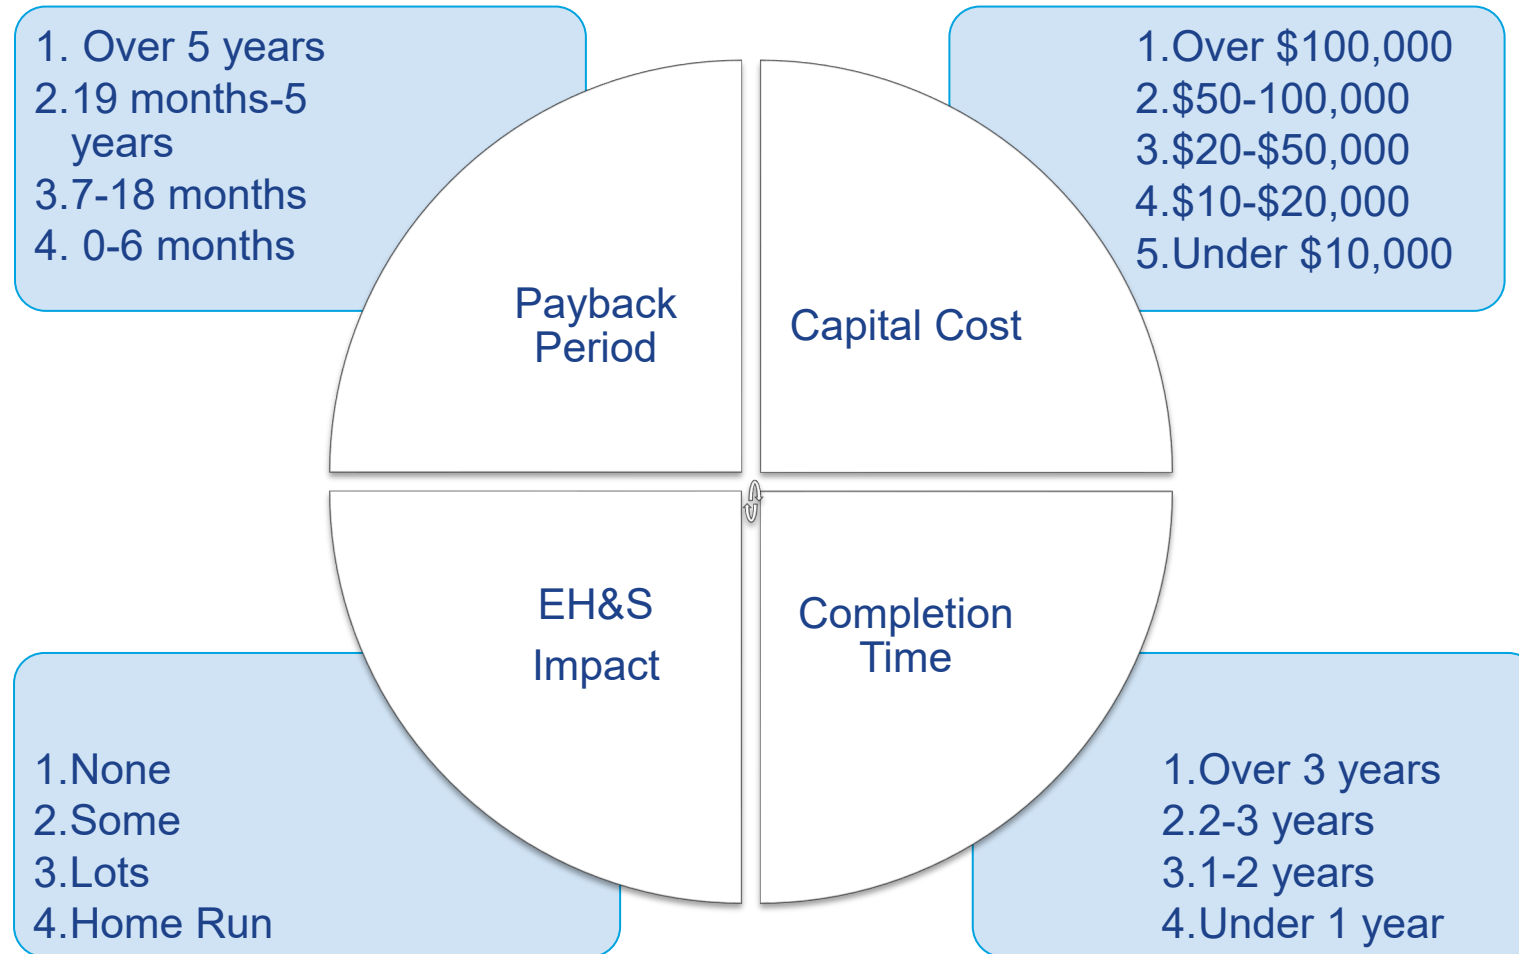 1. Over 5 years
2.19 months-5
years
3.7-18 months
4. 0-6 months
1.Over $100,000
2.$50-100,000
3.$20-$50,000
4.$10-$20,000
5.Under $10,000
Payback
Period
Capital Cost
EH&S
Impact
Completion
Time
1.None
2.Some
3.Lots
4.Home Run
1.Over 3 years
2.2-3 years
3.1-2 years
4.Under 1 year